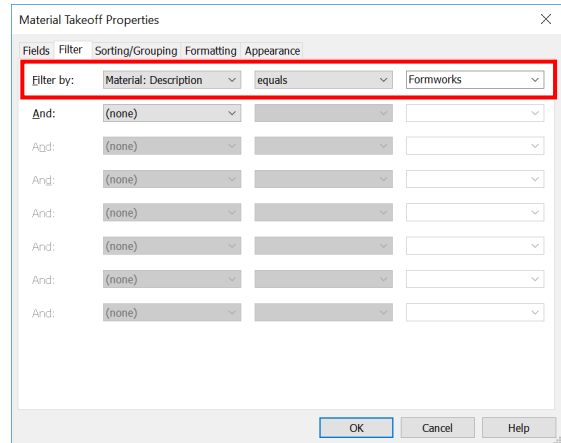 Material Takeoff Properties
Fields Filter Sorting/Grouping Formatting Appearance
Filter by: Material: Description equals Formworks
And: (none)
And: (none)
And: (none)
And: (none)
And: (none)
And: (none)
And: (none)
OK Cancel Help